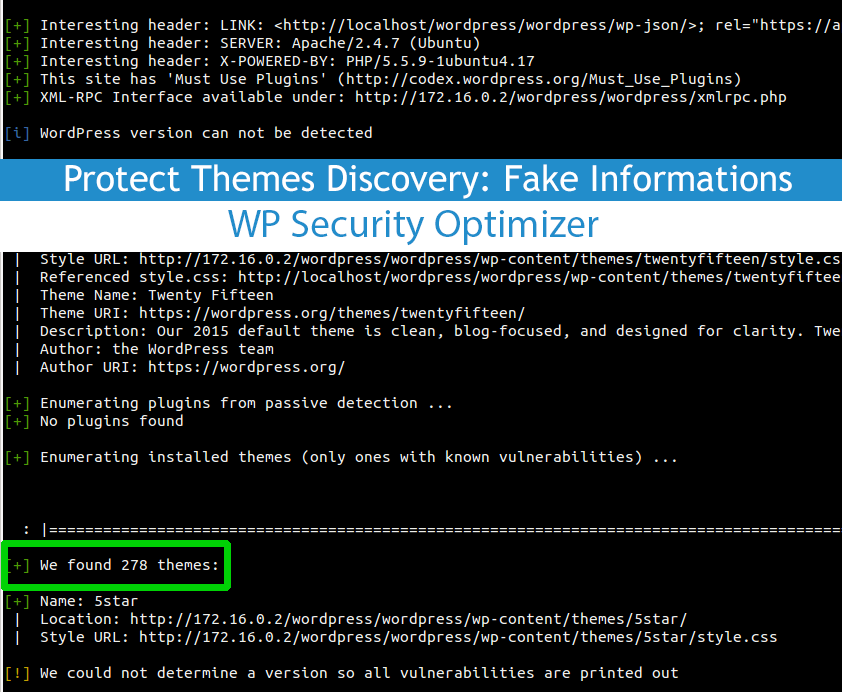 [+] Interesting header: LINK: <http://localhost/wordpress/wordpress/wp-json/>; rel="https://a
[+] Interesting header: SERVER: Apache/2.4.7 (Ubuntu)
[+] Interesting header: X-POWERED-BY: PHP/5.5.9-1ubuntu4.17
[+] This site has 'Must Use Plugins' (http://codex.wordpress.org/Must_Use_Plugins)
[+] XML-RPC Interface available under: http://172.16.0.2/wordpress/wordpress/xmlrpc.php
[i] WordPress version can not be detected
Protect Themes Discovery: Fake Informations
WP Security Optimizer
| Style URL: http://172.16.0.2/wordpress/wordpress/wp-content/themes/twentyfifteen/style.cs
| Referenced style.css: http://localhost/wordpress/wordpress/wp-content/themes/twentyfiftee
| Theme Name: Twenty Fifteen
| Theme URI: https://wordpress.org/themes/twentyfifteen/
| Description: Our 2015 default theme is clean, blog-focused, and designed for clarity. Twe
| Author: the WordPress team
| Author URI: https://wordpress.org/
[+] Enumerating plugins from passive detection ...
[+] No plugins found
[+] Enumerating installed themes (only ones with known vulnerabilities) ...
: |========================================================================================
[+] We found 278 themes:
[+] Name: 5star
| Location: http://172.16.0.2/wordpress/wordpress/wp-content/themes/5star/
| Style URL: http://172.16.0.2/wordpress/wordpress/wp-content/themes/5star/style.css
[!] We could not determine a version so all vulnerabilities are printed out